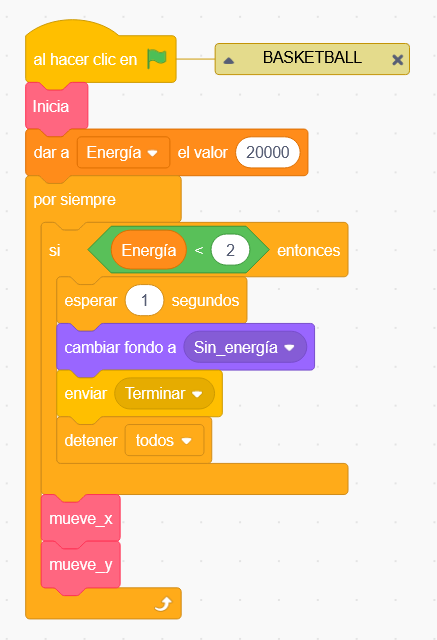 al hacer clic en BASKETBALL
Inicia
dar a Energía el valor 20000
por siempre
si Energía < 2 entonces
esperar 1 segundos
cambiar fondo a Sin_energía
enviar Terminar
detener todos
mueve_x
mueve_y